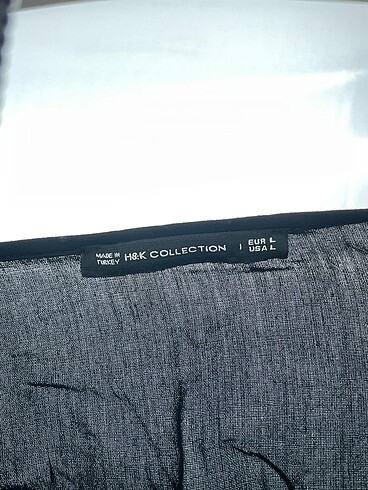 MADE IN
TURKEY
H&K COLLECTION
EUR L
USA L